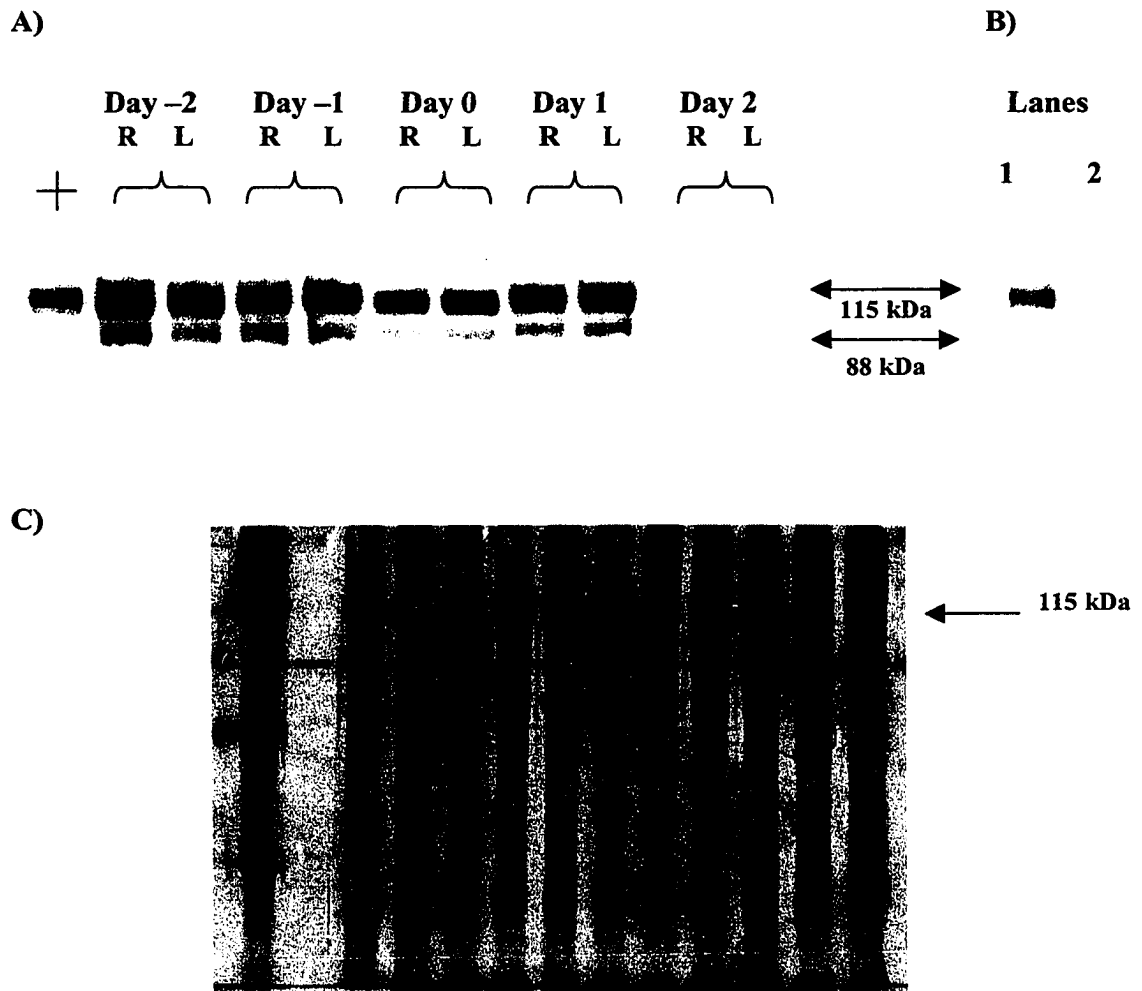 A)
B)
Day –2 Day –1 Day 0 Day 1 Day 2 Lanes
R L R L R L R L R L
+ 1 2
115 kDa
88 kDa
C)
115 kDa